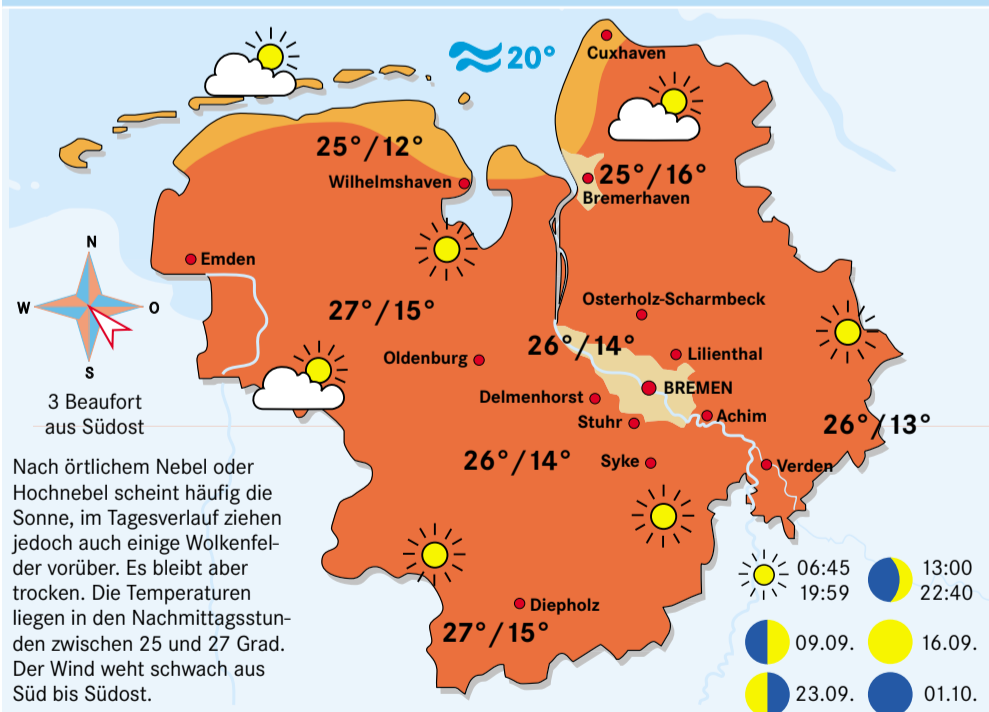 20°
Cuxhaven
25°/12°
Wilhelmshaven
25°/16°
Bremerhaven
N
W
O
S
Emden
27°/15°
Osterholz-Scharmbeck
26°/14°
Oldenburg
Lilienthal
BREMEN
Delmenhorst
Achim
Stuhr
26°/13°
26°/14°
Syke
Verden
3 Beaufort
aus Südost
Nach örtlichem Nebel oder
Hochnebel scheint häufig die
Sonne, im Tagesverlauf ziehen
jedoch auch einige Wolkenfel-
der vorüber. Es bleibt aber
trocken. Die Temperaturen
liegen in den Nachmittagsstun-
den zwischen 25 und 27 Grad.
Der Wind weht schwach aus
Süd bis Südost.
Diepholz
27°/15°
06:45
19:59
13:00
22:40
09.09.
16.09.
23.09.
01.10.